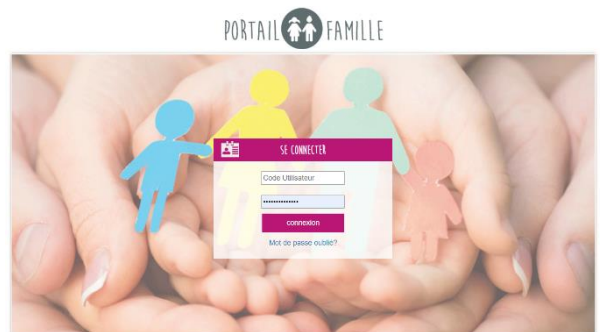 PORTAIL FAMILLE
SE CONNECTER
Code Utilisateur
••••••••••••••
connexion
Mot de passe oublié?